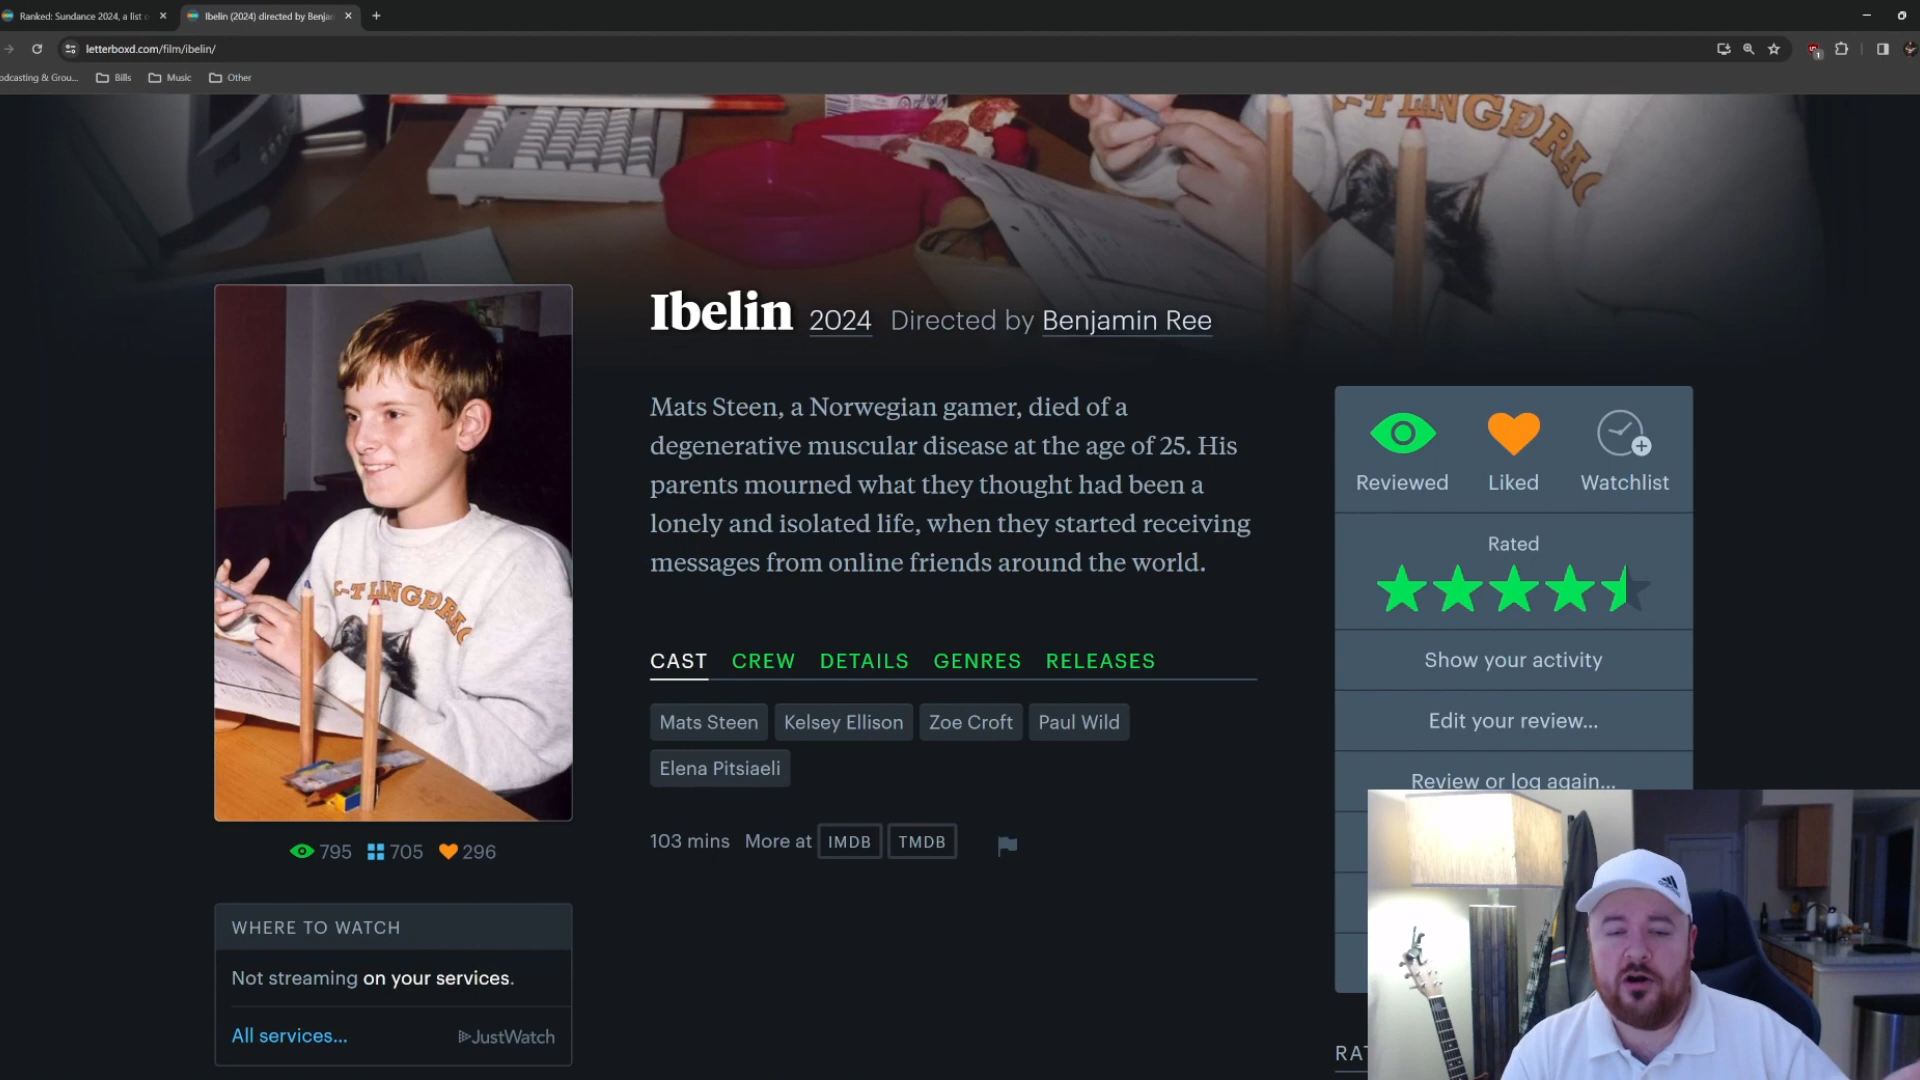 Ranked: Sundance 2024, a list o
Ibelin (2024) directed by Benja
letterboxd.com/film/ibelin/
odcasting & Grou...
Bills
Music
Other
K-T LINGDRAG
Ibelin 2024 Directed by Benjamin Ree
Mats Steen, a Norwegian gamer, died of a
degenerative muscular disease at the age of 25. His
parents mourned what they thought had been a
lonely and isolated life, when they started receiving
messages from online friends around the world.
Reviewed
Liked
Watchlist
Rated
Show your activity
Edit your review...
Review or log again...
CAST CREW DETAILS GENRES RELEASES
Mats Steen
Kelsey Ellison
Zoe Croft
Paul Wild
Elena Pitsiaeli
103 mins More at IMDB TMDB
795 705 296
WHERE TO WATCH
Not streaming on your services.
All services...
JustWatch
RA